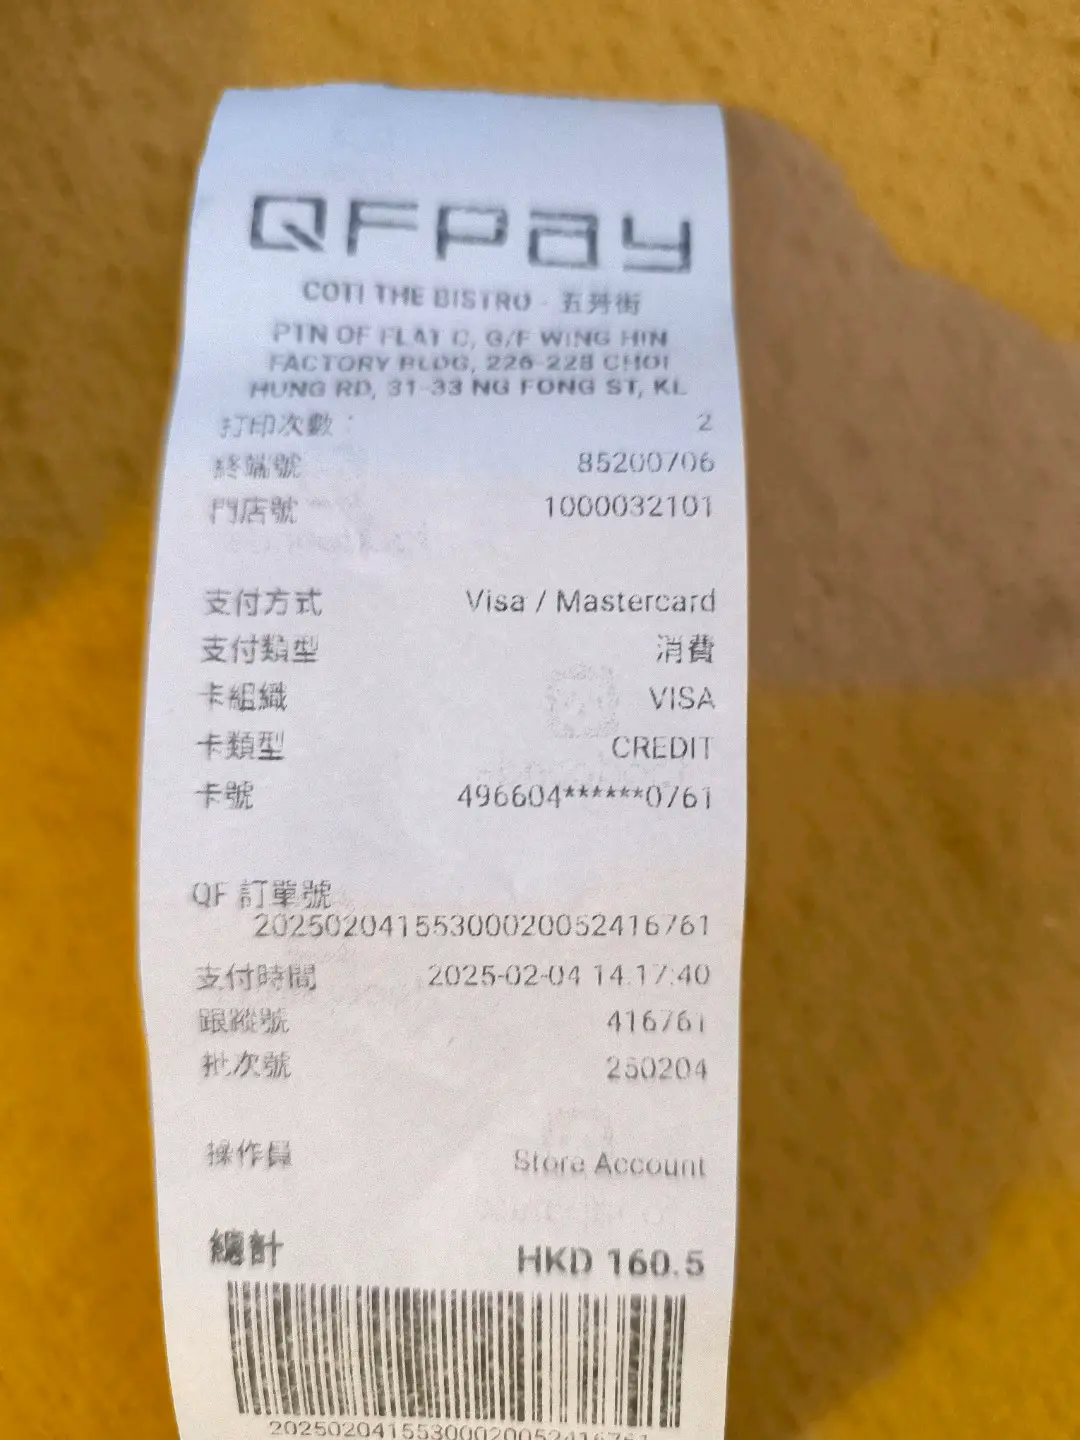 QFPay
COTI THE BISTRO - 五芳街
PTN OF FLAT C, G/F WING HIN
FACTORY BLDG, 226-228 CHOI
HUNG RD, 31-33 NG FONG ST, KL
打印次數： 2
終端號 85200706
門店號 1000032101
支付方式 Visa / Mastercard
支付類型 消費
卡組織 VISA
卡類型 CREDIT
卡號 496604******0761
QF 訂單號
20250204155300020052416761
支付時間 2025-02-04 14:17:40
跟蹤號 416761
批次號 250204
操作員 Store Account
總計 HKD 160.5
20250204155300020052416761